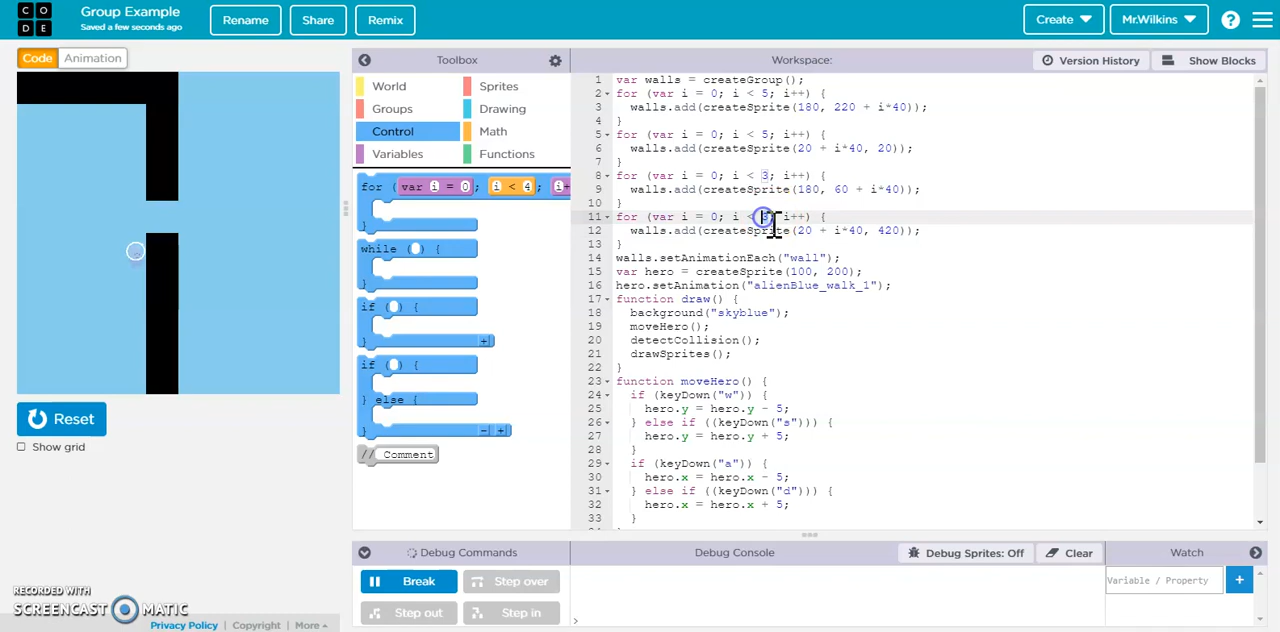 C O D E
Group Example
Saved a few seconds ago
Rename
Share
Remix
Create
Mr.Wilkins
?
Code
Animation
Toolbox
Workspace:
Version History
Show Blocks
World
Sprites
Groups
Drawing
Control
Math
Variables
Functions
for ( var i = 0 ; i < 4 ; i+
}
while ( ) {
}
if ( ) {
}
if ( ) {
} else {
}
// Comment
1 var walls = createGroup();
2 for (var i = 0; i < 5; i++) {
3 walls.add(createSprite(180, 220 + i*40));
4 }
5 for (var i = 0; i < 5; i++) {
6 walls.add(createSprite(20 + i*40, 20));
7 }
8 for (var i = 0; i < 3; i++) {
9 walls.add(createSprite(180, 60 + i*40));
10 }
11 for (var i = 0; i < ; i++) {
12 walls.add(createSprite(20 + i*40, 420));
13 }
14 walls.setAnimationEach("wall");
15 var hero = createSprite(100, 200);
16 hero.setAnimation("alienBlue_walk_1");
17 function draw() {
18 background("skyblue");
19 moveHero();
20 detectCollision();
21 drawSprites();
22 }
23 function moveHero() {
24 if (keyDown("w")) {
25 hero.y = hero.y - 5;
26 } else if ((keyDown("s"))) {
27 hero.y = hero.y + 5;
28 }
29 if (keyDown("a")) {
30 hero.x = hero.x - 5;
31 } else if ((keyDown("d"))) {
32 hero.x = hero.x + 5;
33 }
Reset
Show grid
Debug Commands
Debug Console
Debug Sprites: Off
Clear
Watch
Break
Step over
Step out
Step in
Variable / Property
+
>
RECORDED WITH
SCREENCAST MATIC
Privacy Policy | Copyright | More